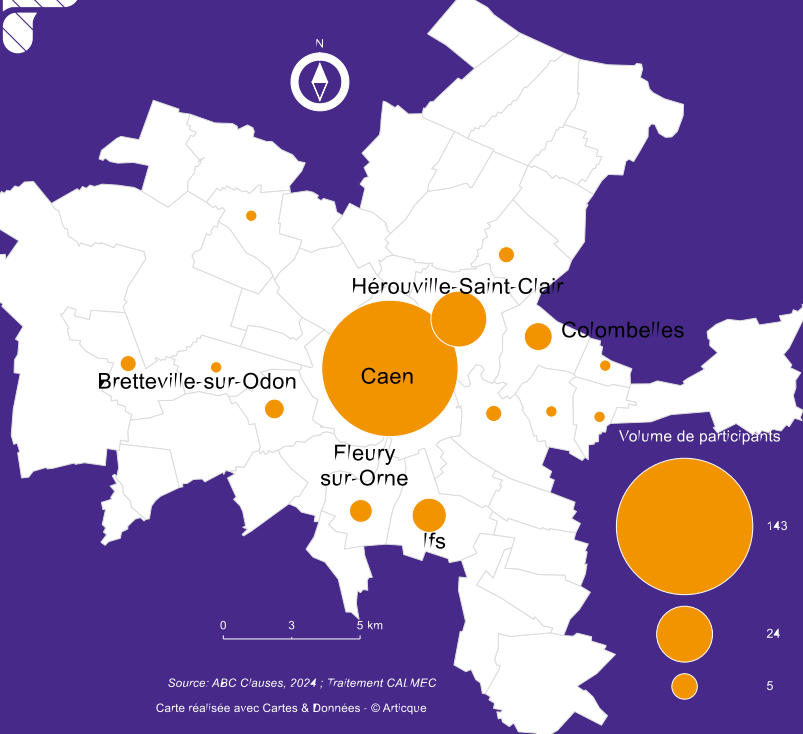 N
Hérouville-Saint-Clair
Colombelles
Caen
Bretteville-sur-Odon
Fleury
sur-Orne
Ifs
Volume de participants
143
24
5
0 3 5 km
Source: ABC Clauses, 2024 ; Traitement CALMEC
Carte réalisée avec Cartes & Données - © Articque